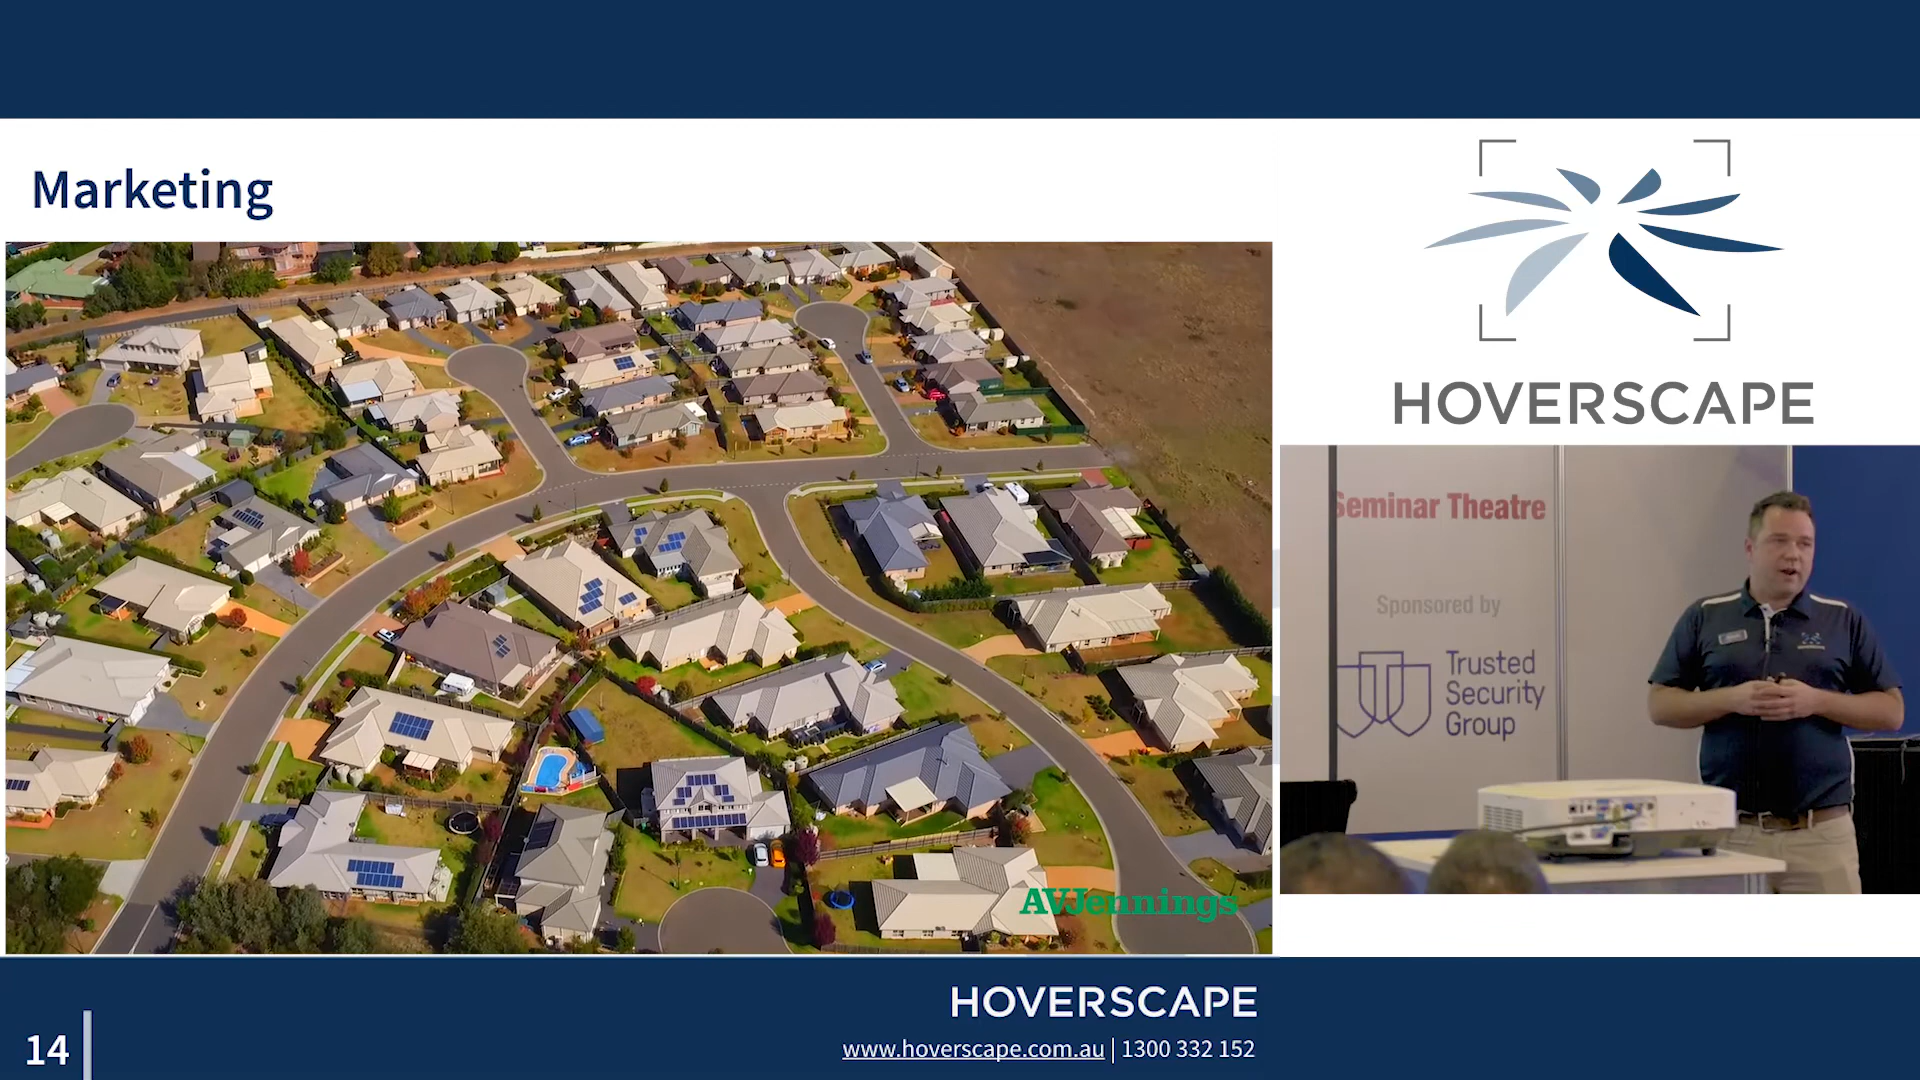 Marketing
HOVERSCAPE
Seminar Theatre
Sponsored by
Trusted
Security
Group
AVJennings
HOVERSCAPE
www.hoverscape.com.au | 1300 332 152
14